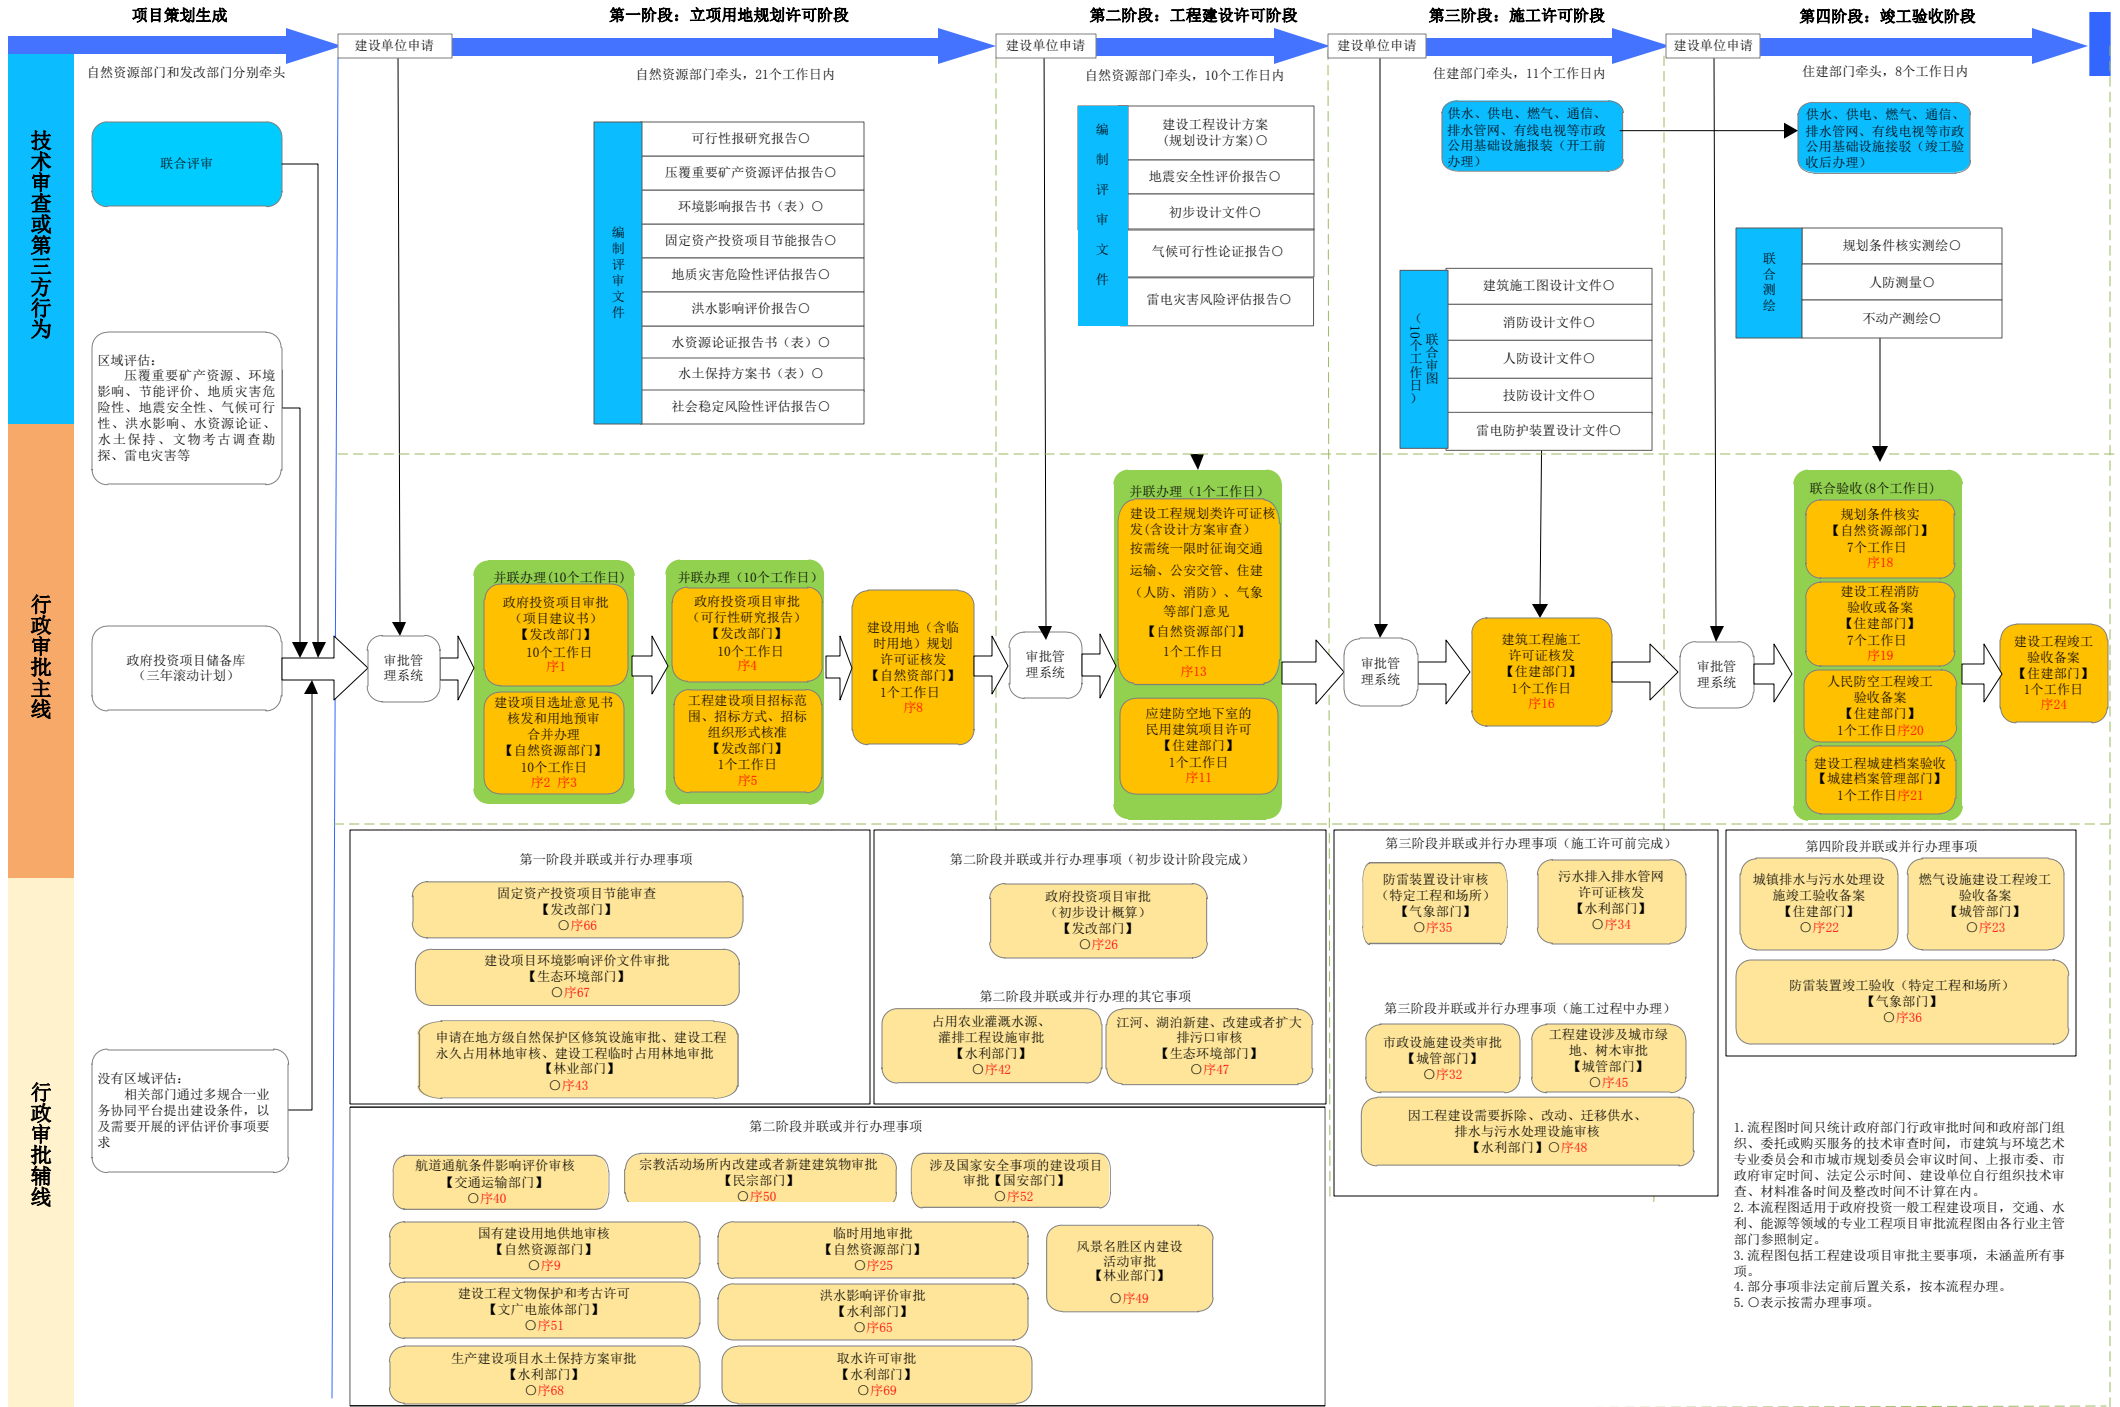 项目策划生成
第一阶段：立项用地规划许可阶段
第二阶段：工程建设许可阶段
第三阶段：施工许可阶段
第四阶段：竣工验收阶段
建设单位申请
建设单位申请
建设单位申请
建设单位申请
自然资源部门和发改部门分别牵头
自然资源部门牵头，21个工作日内
自然资源部门牵头，10个工作日内
住建部门牵头，11个工作日内
住建部门牵头，8个工作日内
技术审查或第三方行为
行政审批主线
行政审批辅线
联合评审
区域评估：
压覆重要矿产资源、环境
影响、节能评价、地质灾害危
险性、地震安全性、气候可行
性、洪水影响、水资源论证、
水土保持、文物考古调查勘
探、雷电灾害等
政府投资项目储备库
（三年滚动计划）
没有区域评估：
相关部门通过多规合一业
务协同平台提出建设条件，以
及需要开展的评估评价事项要
求
编制评审文件
可行性报研究报告〇
压覆重要矿产资源评估报告〇
环境影响报告书（表）〇
固定资产投资项目节能报告〇
地质灾害危险性评估报告〇
洪水影响评价报告〇
水资源论证报告书（表）〇
水土保持方案书（表）〇
社会稳定风险性评估报告〇
编制评审文件
建设工程设计方案
（规划设计方案)〇
地震安全性评价报告〇
初步设计文件〇
气候可行性论证报告〇
雷电灾害风险评估报告〇
供水、供电、燃气、通信、
排水管网、有线电视等市政
公用基础设施报装（开工前
办理）
供水、供电、燃气、通信、
排水管网、有线电视等市政
公用基础设施接驳（竣工验
收后办理）
联合审图
（10个工作日）
建筑施工图设计文件〇
消防设计文件〇
人防设计文件〇
技防设计文件〇
雷电防护装置设计文件〇
联合测绘
规划条件核实测绘〇
人防测量〇
不动产测绘〇
审批管
理系统
并联办理(10个工作日)
政府投资项目审批
（项目建议书）
【发改部门】
10个工作日
序1
建设项目选址意见书
核发和用地预审
合并办理
【自然资源部门】
10个工作日
序2 序3
并联办理（10个工作日）
政府投资项目审批
（可行性研究报告）
【发改部门】
10个工作日
序4
工程建设项目招标范
围、招标方式、招标
组织形式核准
【发改部门】
1个工作日
序5
建设用地（含临
时用地）规划
许可证核发
【自然资源部门】
1个工作日
序8
审批管
理系统
并联办理（1个工作日）
建设工程规划类许可证核
发(含设计方案审查）
按需统一限时征询交通
运输、公安交管、住建
（人防、消防）、气象
等部门意见
【自然资源部门】
1个工作日
序13
应建防空地下室的
民用建筑项目许可
【住建部门】
1个工作日
序11
审批管
理系统
建筑工程施工
许可证核发
【住建部门】
1个工作日
序16
审批管
理系统
联合验收(8个工作日)
规划条件核实
【自然资源部门】
7个工作日
序18
建设工程消防
验收或备案
【住建部门】
7个工作日
序19
人民防空工程竣工
验收备案
【住建部门】
1个工作日序20
建设工程城建档案验收
【城建档案管理部门】
1个工作日序21
建设工程竣工
验收备案
【住建部门】
1个工作日
序24
第一阶段并联或并行办理事项
固定资产投资项目节能审查
【发改部门】
〇序66
建设项目环境影响评价文件审批
【生态环境部门】
〇序67
申请在地方级自然保护区修筑设施审批、建设工程
永久占用林地审核、建设工程临时占用林地审批
【林业部门】
〇序43
第二阶段并联或并行办理事项（初步设计阶段完成）
政府投资项目审批
（初步设计概算）
【发改部门】
〇序26
第二阶段并联或并行办理的其它事项
占用农业灌溉水源、
灌排工程设施审批
【水利部门】
〇序42
江河、湖泊新建、改建或者扩大
排污口审核
【生态环境部门】
〇序47
第三阶段并联或并行办理事项（施工许可前完成）
防雷装置设计审核
（特定工程和场所）
【气象部门】
〇序35
污水排入排水管网
许可证核发
【水利部门】
〇序34
第三阶段并联或并行办理事项（施工过程中办理）
市政设施建设类审批
【城管部门】
〇序32
工程建设涉及城市绿
地、树木审批
【城管部门】
〇序45
因工程建设需要拆除、改动、迁移供水、
排水与污水处理设施审核
【水利部门】〇序48
第四阶段并联或并行办理事项
城镇排水与污水处理设
施竣工验收备案
【住建部门】
〇序22
燃气设施建设工程竣工
验收备案
【城管部门】
〇序23
防雷装置竣工验收（特定工程和场所）
【气象部门】
〇序36
第二阶段并联或并行办理事项
航道通航条件影响评价审核
【交通运输部门】
〇序40
宗教活动场所内改建或者新建建筑物审批
【民宗部门】
〇序50
涉及国家安全事项的建设项目
审批【国安部门】
〇序52
国有建设用地供地审核
【自然资源部门】
〇序9
临时用地审批
【自然资源部门】
〇序25
风景名胜区内建设
活动审批
【林业部门】
〇序49
建设工程文物保护和考古许可
【文广电旅体部门】
〇序51
洪水影响评价审批
【水利部门】
〇序65
生产建设项目水土保持方案审批
【水利部门】
〇序68
取水许可审批
【水利部门】
〇序69
1.流程图时间只统计政府部门行政审批时间和政府部门组
织、委托或购买服务的技术审查时间，市建筑与环境艺术
专业委员会和市城市规划委员会审议时间、上报市委、市
政府审定时间、法定公示时间、建设单位自行组织技术审
查、材料准备时间及整改时间不计算在内。
2.本流程图适用于政府投资一般工程建设项目，交通、水
利、能源等领域的专业工程项目审批流程图由各行业主管
部门参照制定。
3.流程图包括工程建设项目审批主要事项，未涵盖所有事
项。
4.部分事项非法定前后置关系，按本流程办理。
5.〇表示按需办理事项。